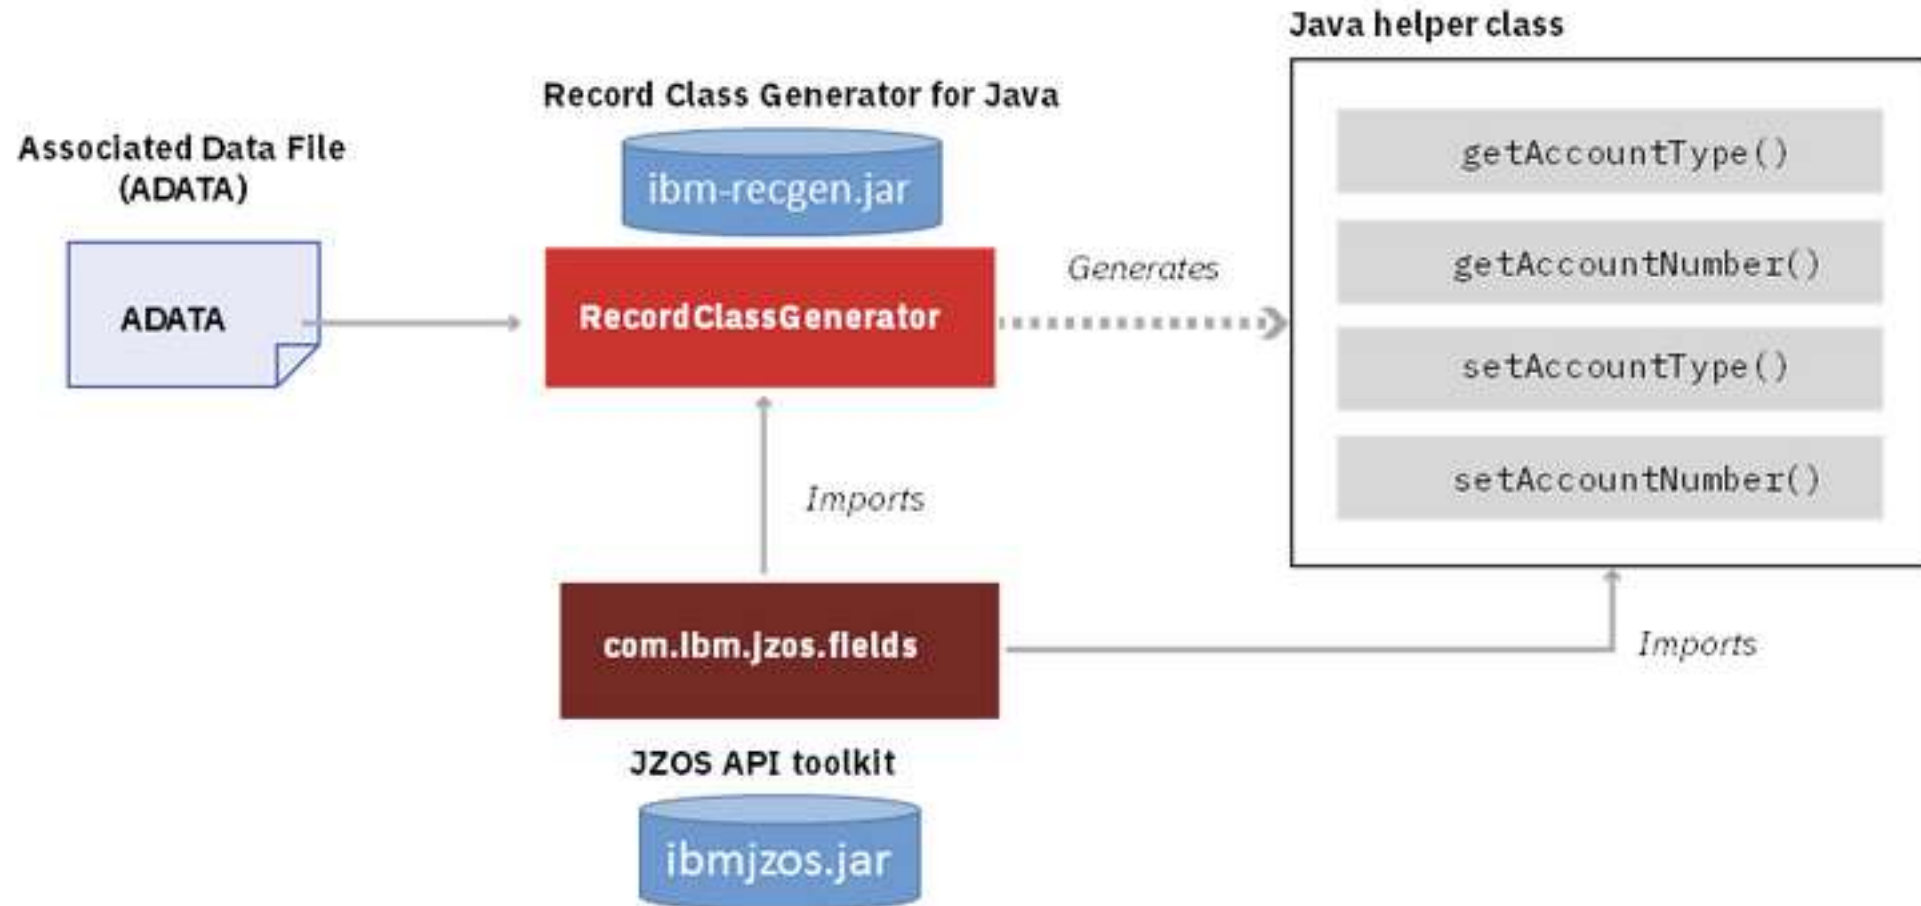 Java helper class
Record Class Generator for Java
Associated Data File
(ADATA)
ibm-recgen.jar
getAccountType()
getAccountNumber()
Generates
ADATA
RecordClassGenerator
setAccountType()
setAccountNumber()
Imports
com.ibm.jzos.fields
Imports
JZOS API toolkit
ibmjzos.jar